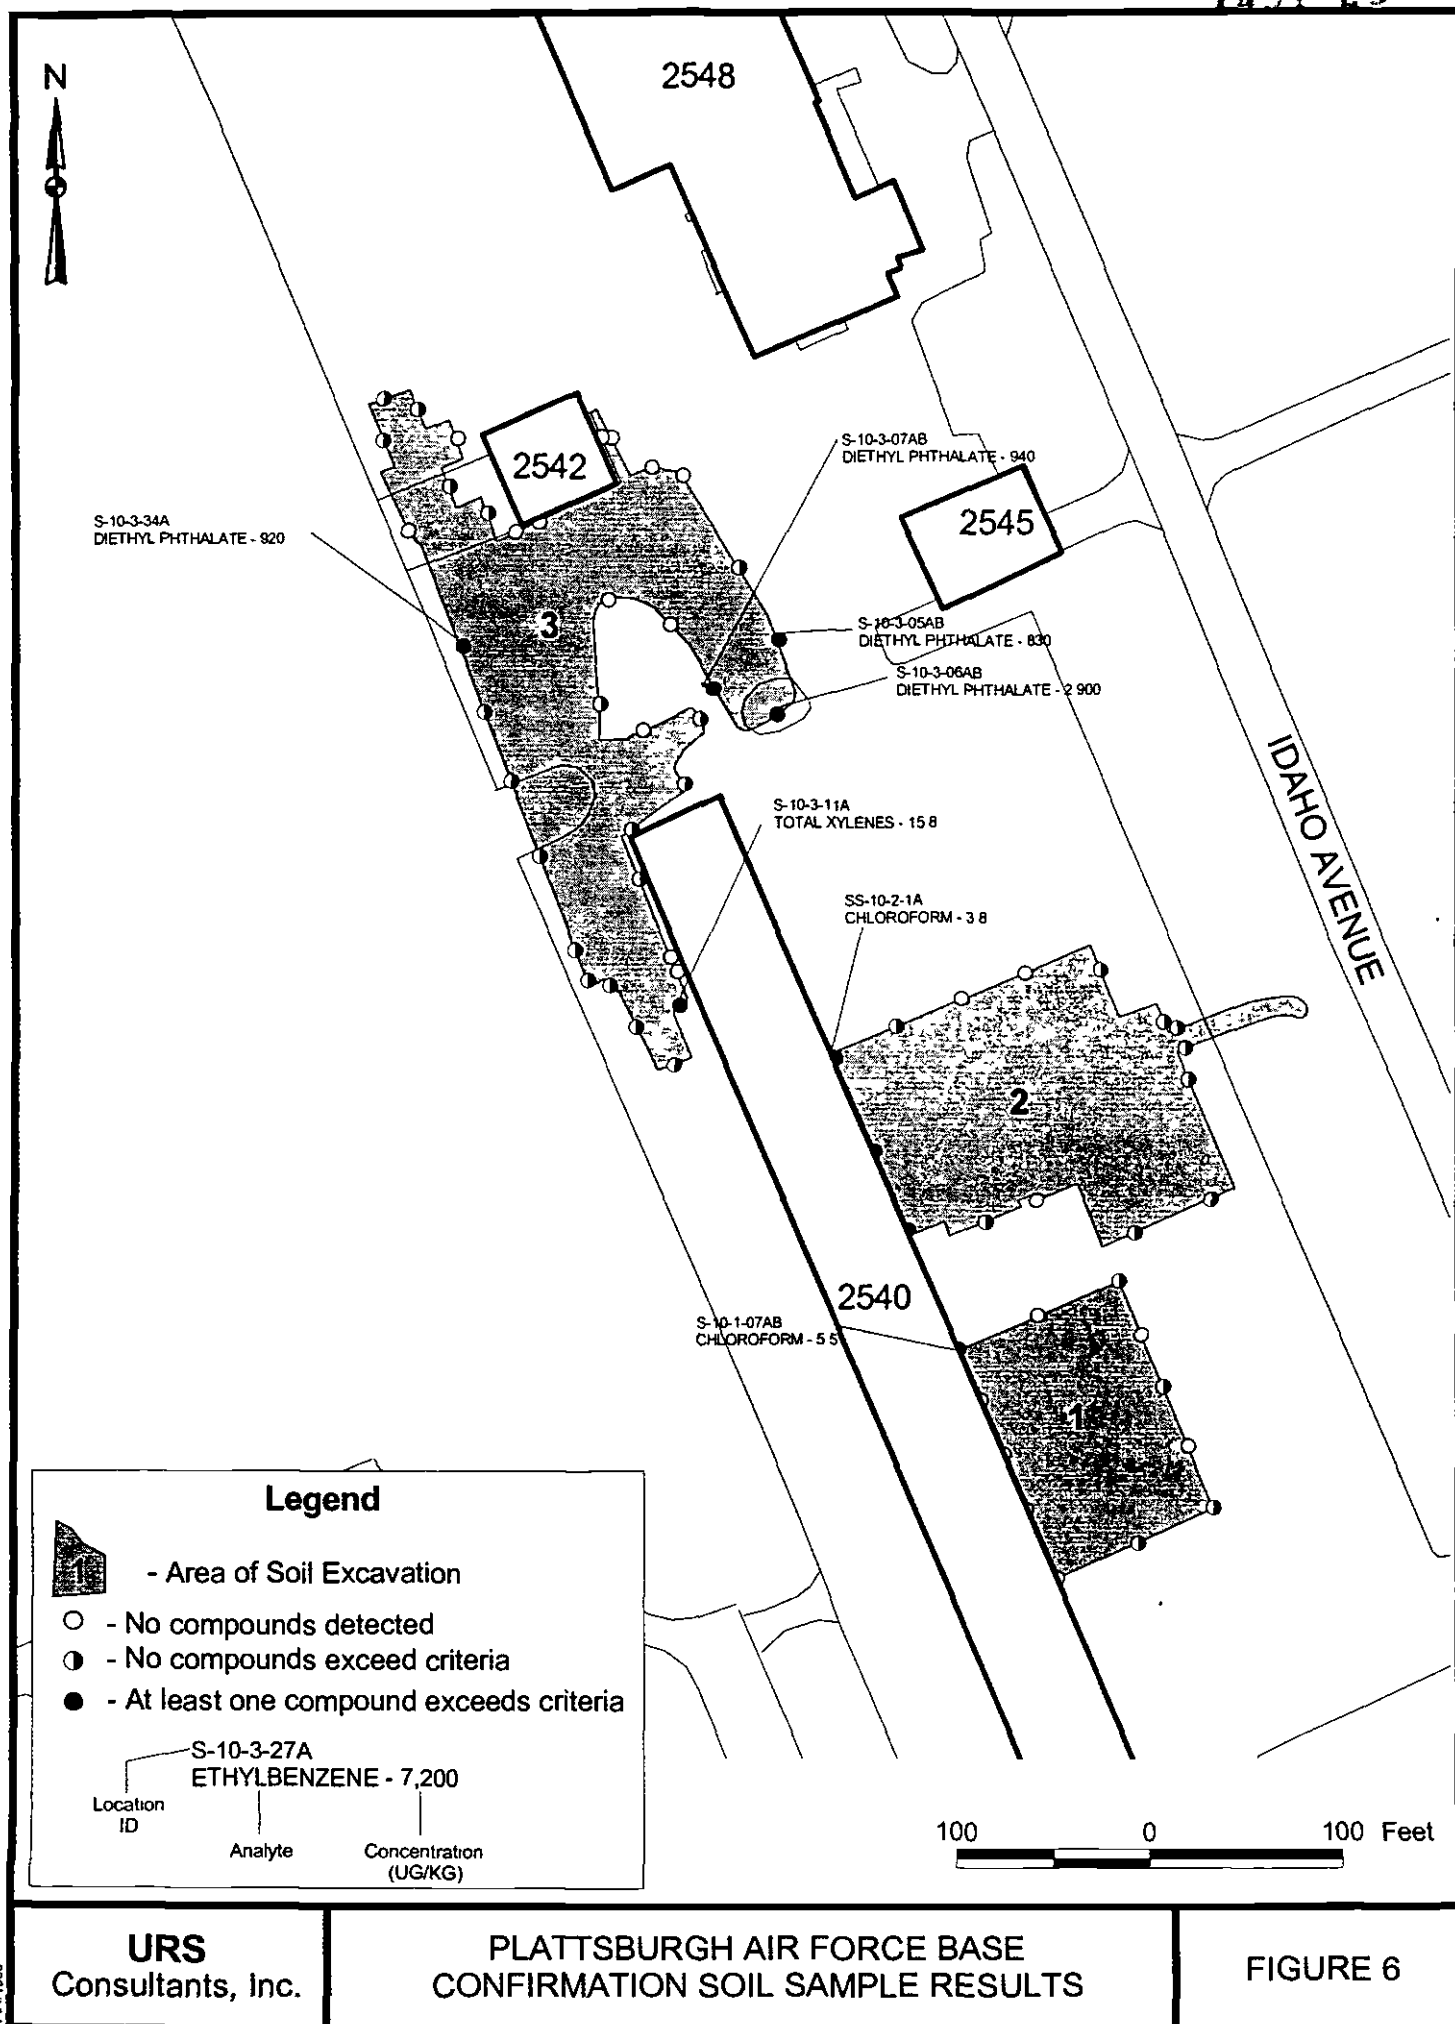 N
2548
2542
S-10-3-07AB
DIETHYL PHTHALATE - 940
2545
S-10-3-34A
DIETHYL PHTHALATE - 920
3
S-10-3-05AB
DIETHYL PHTHALATE - 830
S-10-3-06AB
DIETHYL PHTHALATE - 2 900
IDAHO AVENUE
S-10-3-11A
TOTAL XYLENES - 15 8
SS-10-2-1A
CHLOROFORM - 3 8
2
2540
S-10-1-07AB
CHLOROFORM - 5 5
1
Legend
1
- Area of Soil Excavation
- No compounds detected
- No compounds exceed criteria
- At least one compound exceeds criteria
S-10-3-27A
ETHYLBENZENE - 7,200
Location
ID
Analyte
Concentration
(UG/KG)
100 0 100 Feet
URS
Consultants, Inc.
PLATTSBURGH AIR FORCE BASE
CONFIRMATION SOIL SAMPLE RESULTS
FIGURE 6